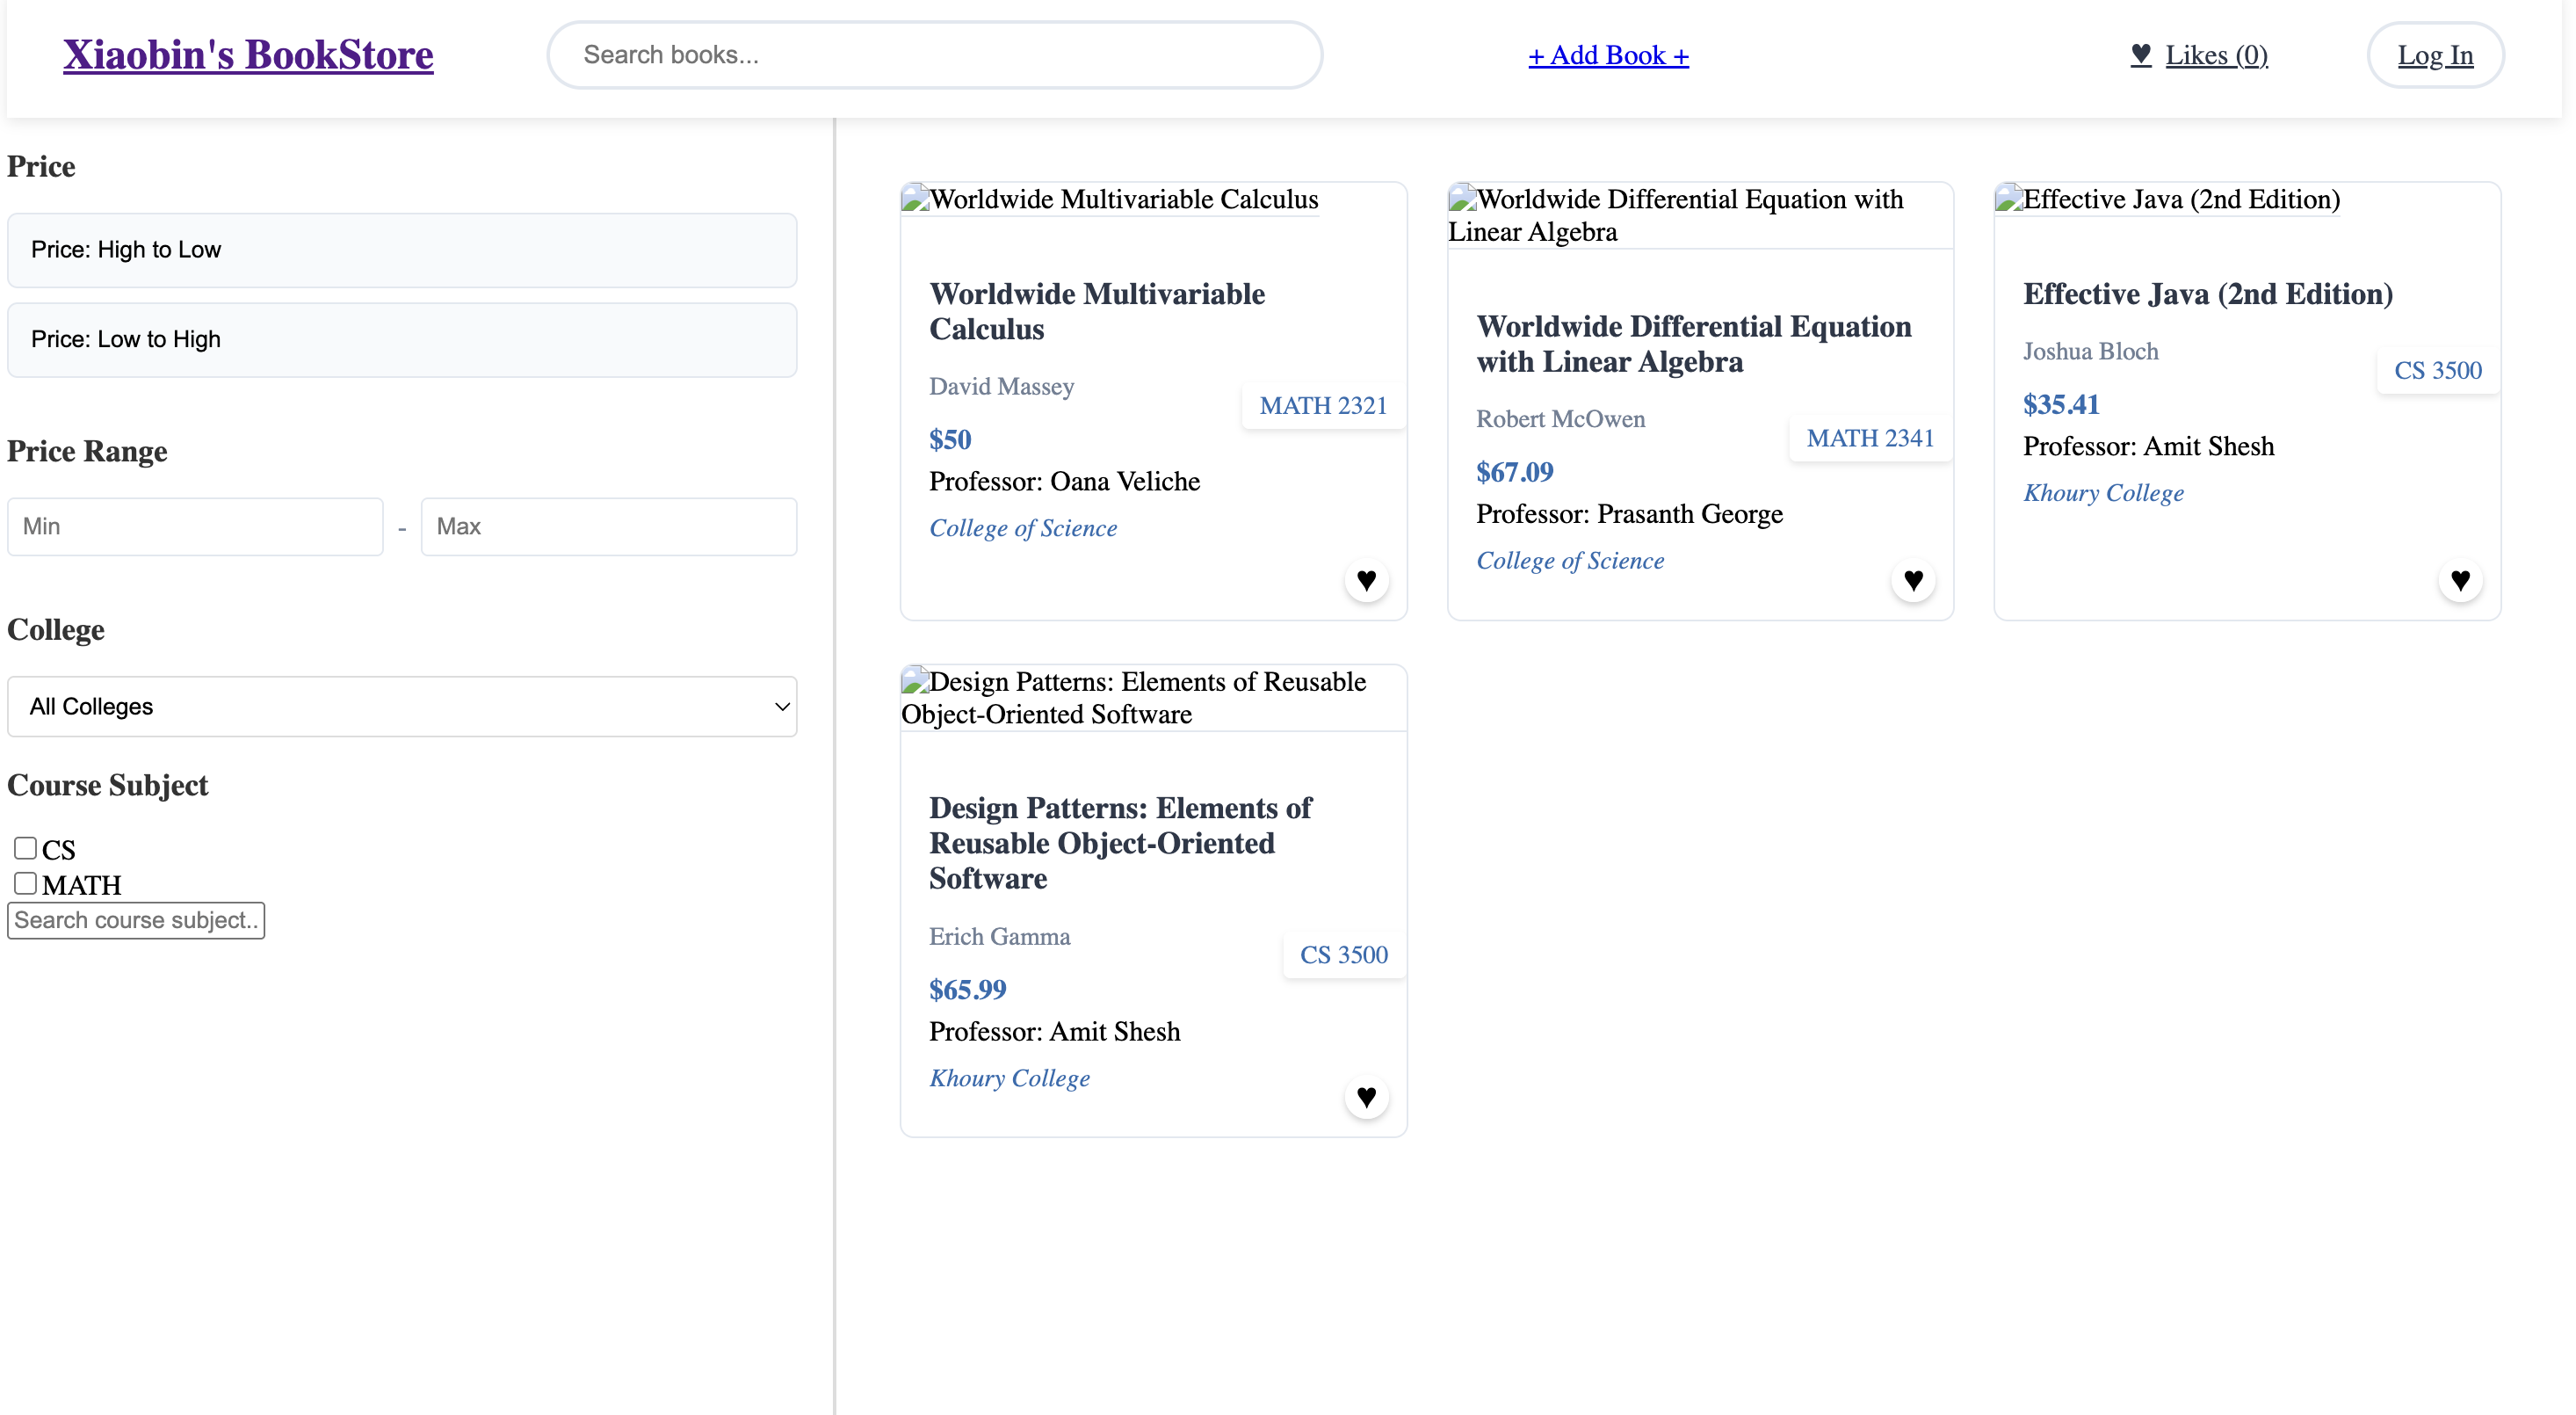 Xiaobin's BookStore
Search books...
+ Add Book +
♥ Likes (0)
Log In
Price
Price: High to Low
Price: Low to High
Price Range
Min - Max
College
All Colleges
Course Subject
CS
MATH
Search course subject..
Worldwide Multivariable Calculus
Worldwide Multivariable
Calculus
David Massey
MATH 2321
$50
Professor: Oana Veliche
College of Science
♥
Worldwide Differential Equation with
Linear Algebra
Worldwide Differential Equation
with Linear Algebra
Robert McOwen
MATH 2341
$67.09
Professor: Prasanth George
College of Science
♥
Effective Java (2nd Edition)
Effective Java (2nd Edition)
Joshua Bloch
CS 3500
$35.41
Professor: Amit Shesh
Khoury College
♥
Design Patterns: Elements of Reusable
Object-Oriented Software
Design Patterns: Elements of
Reusable Object-Oriented
Software
Erich Gamma
CS 3500
$65.99
Professor: Amit Shesh
Khoury College
♥